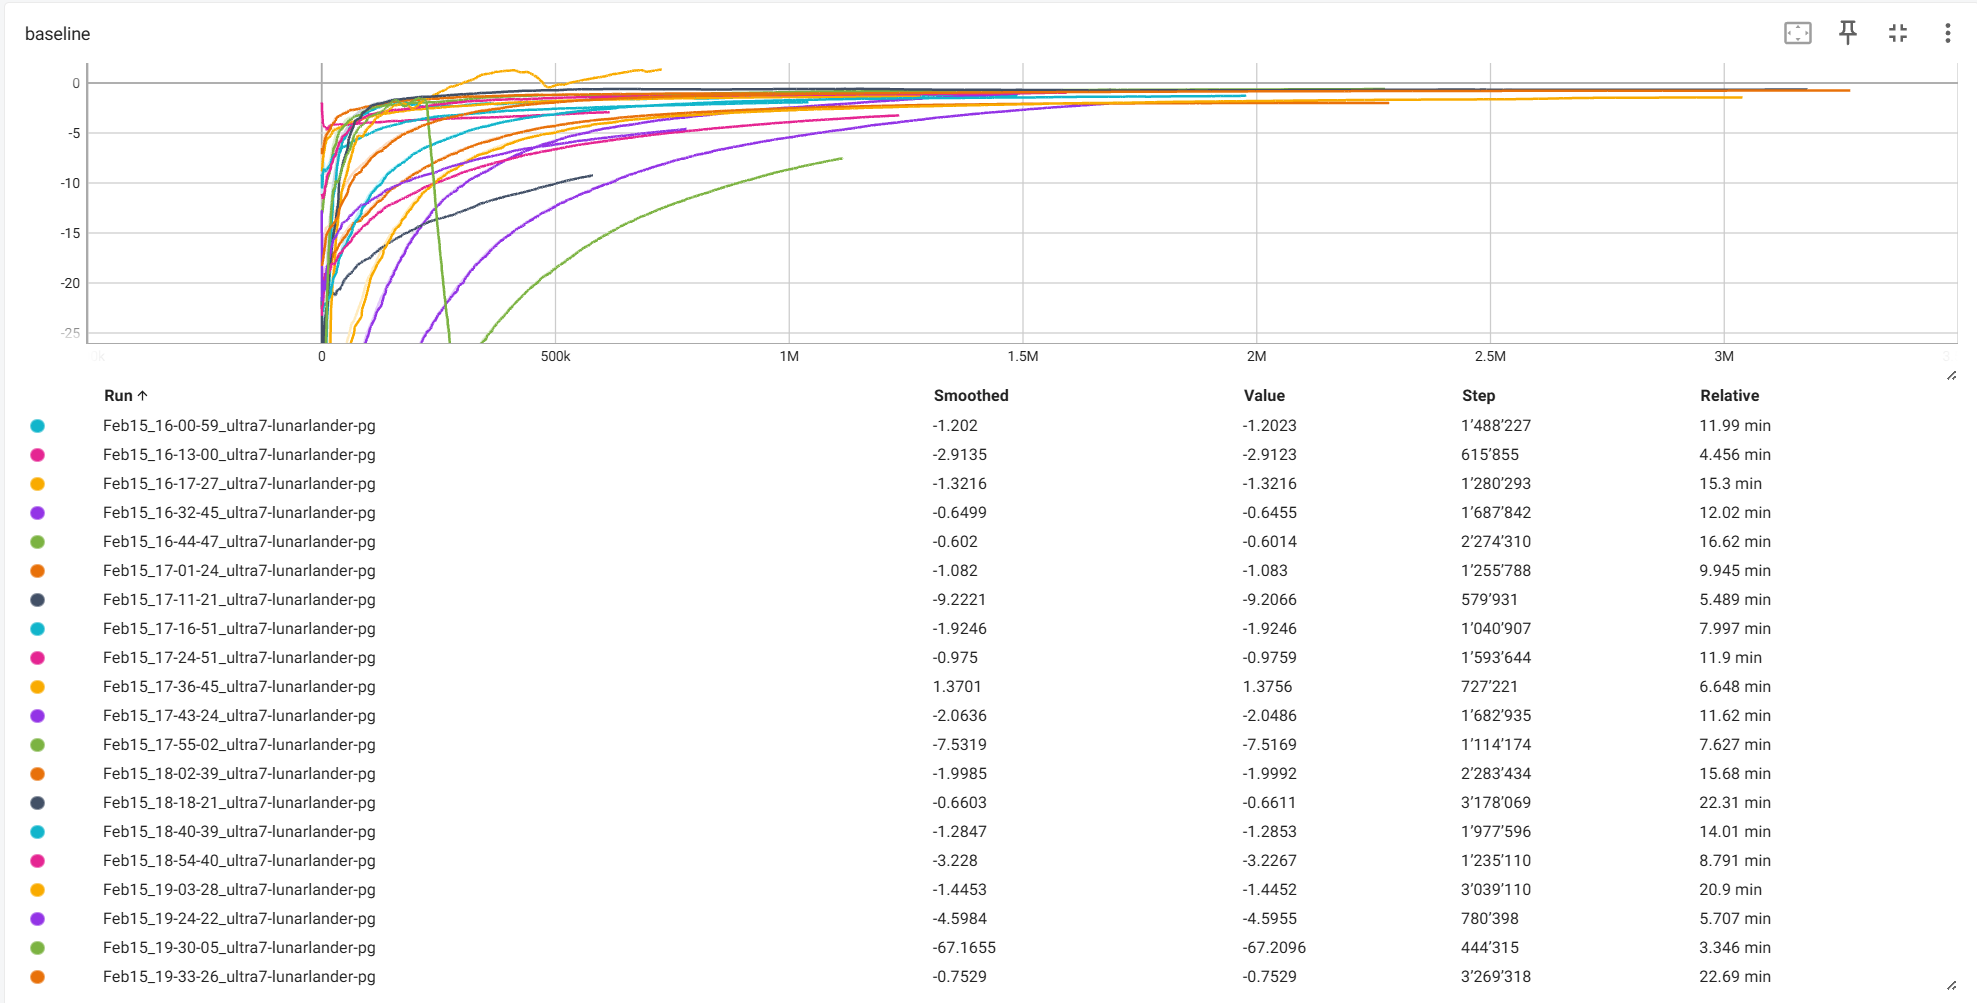 baseline
0
-5
-10
-15
-20
-25
0k 0 500k 1M 1.5M 2M 2.5M 3M 3
Run ↑ Smoothed Value Step Relative
Feb15_16-00-59_ultra7-lunarlander-pg -1.202 -1.2023 1’488’227 11.99 min
Feb15_16-13-00_ultra7-lunarlander-pg -2.9135 -2.9123 615’855 4.456 min
Feb15_16-17-27_ultra7-lunarlander-pg -1.3216 -1.3216 1’280’293 15.3 min
Feb15_16-32-45_ultra7-lunarlander-pg -0.6499 -0.6455 1’687’842 12.02 min
Feb15_16-44-47_ultra7-lunarlander-pg -0.602 -0.6014 2’274’310 16.62 min
Feb15_17-01-24_ultra7-lunarlander-pg -1.082 -1.083 1’255’788 9.945 min
Feb15_17-11-21_ultra7-lunarlander-pg -9.2221 -9.2066 579’931 5.489 min
Feb15_17-16-51_ultra7-lunarlander-pg -1.9246 -1.9246 1’040’907 7.997 min
Feb15_17-24-51_ultra7-lunarlander-pg -0.975 -0.9759 1’593’644 11.9 min
Feb15_17-36-45_ultra7-lunarlander-pg 1.3701 1.3756 727’221 6.648 min
Feb15_17-43-24_ultra7-lunarlander-pg -2.0636 -2.0486 1’682’935 11.62 min
Feb15_17-55-02_ultra7-lunarlander-pg -7.5319 -7.5169 1’114’174 7.627 min
Feb15_18-02-39_ultra7-lunarlander-pg -1.9985 -1.9992 2’283’434 15.68 min
Feb15_18-18-21_ultra7-lunarlander-pg -0.6603 -0.6611 3’178’069 22.31 min
Feb15_18-40-39_ultra7-lunarlander-pg -1.2847 -1.2853 1’977’596 14.01 min
Feb15_18-54-40_ultra7-lunarlander-pg -3.228 -3.2267 1’235’110 8.791 min
Feb15_19-03-28_ultra7-lunarlander-pg -1.4453 -1.4452 3’039’110 20.9 min
Feb15_19-24-22_ultra7-lunarlander-pg -4.5984 -4.5955 780’398 5.707 min
Feb15_19-30-05_ultra7-lunarlander-pg -67.1655 -67.2096 444’315 3.346 min
Feb15_19-33-26_ultra7-lunarlander-pg -0.7529 -0.7529 3’269’318 22.69 min